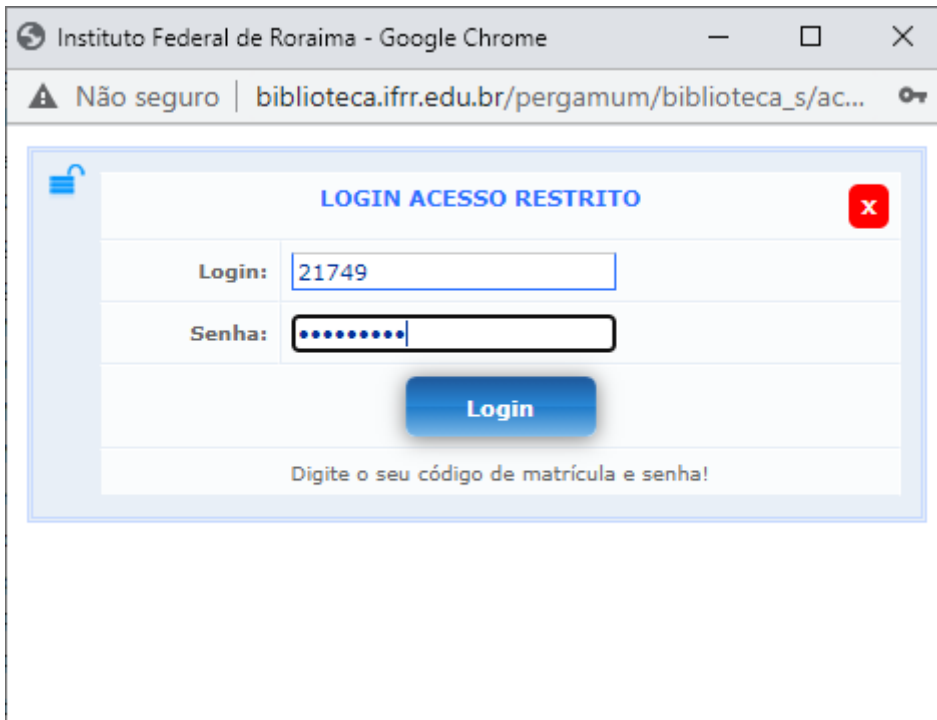 Instituto Federal de Roraima - Google Chrome
Não seguro | biblioteca.ifrr.edu.br/pergamum/biblioteca_s/ac...
LOGIN ACESSO RESTRITO
x
Login: 21749
Senha: •••••••••
Login
Digite o seu código de matrícula e senha!